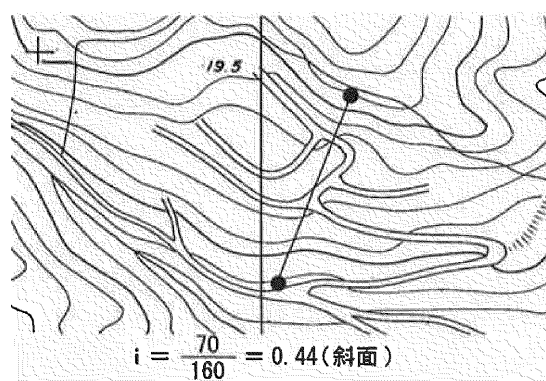 19.5
i = 70/160 = 0.44(斜面)